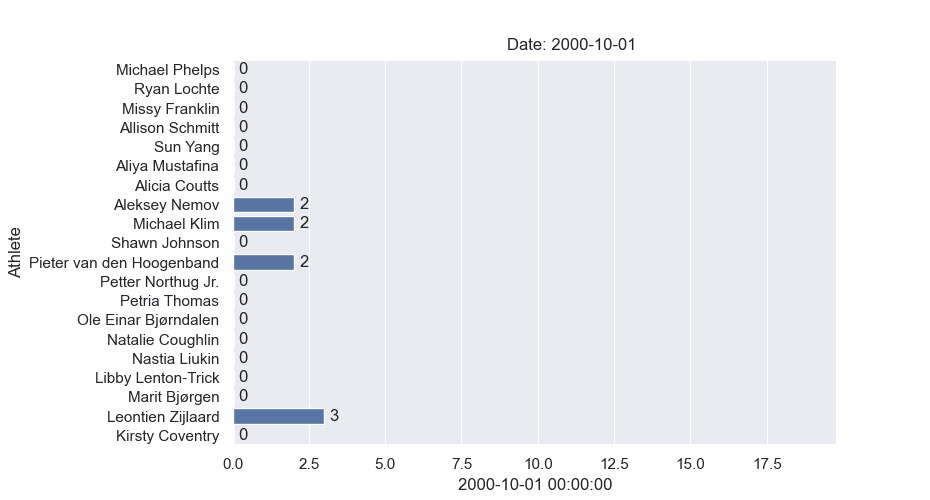 Date: 2000-10-01
Athlete
Michael Phelps 0
Ryan Lochte 0
Missy Franklin 0
Allison Schmitt 0
Sun Yang 0
Aliya Mustafina 0
Alicia Coutts 0
Aleksey Nemov 2
Michael Klim 2
Shawn Johnson 0
Pieter van den Hoogenband 2
Petter Northug Jr. 0
Petria Thomas 0
Ole Einar Bjørndalen 0
Natalie Coughlin 0
Nastia Liukin 0
Libby Lenton-Trick 0
Marit Bjørgen 0
Leontien Zijlaard 3
Kirsty Coventry 0
0.0 2.5 5.0 7.5 10.0 12.5 15.0 17.5
2000-10-01 00:00:00